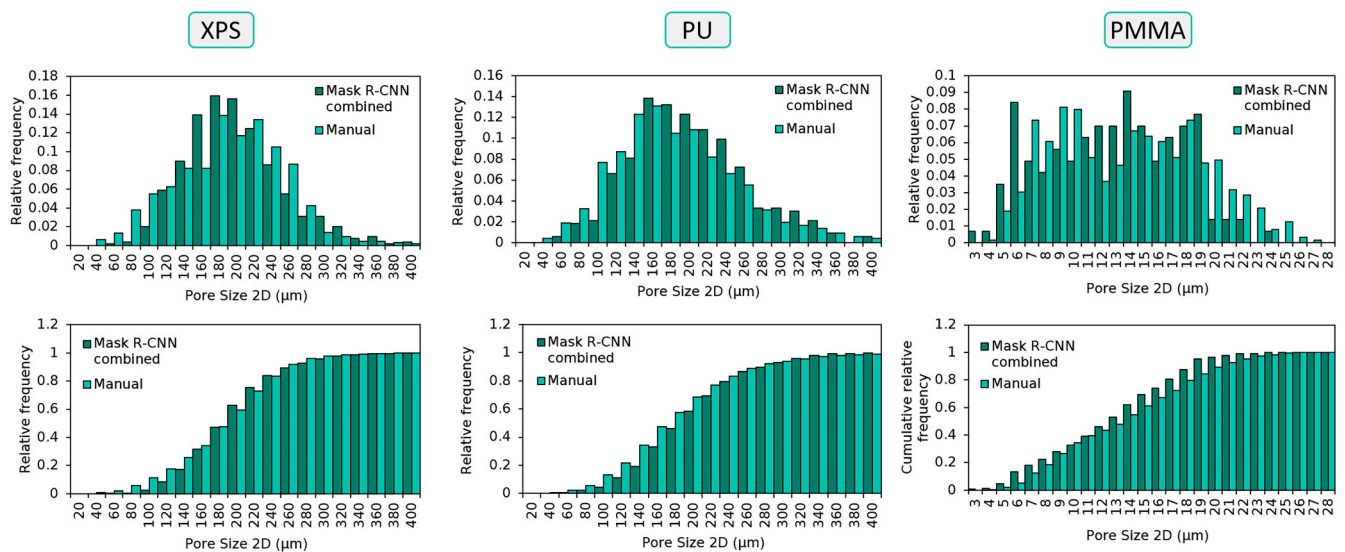 XPS
PU
PMMA
0.18
0.16
0.14
0.12
0.1
0.08
0.06
0.04
0.02
0
Relative frequency
Mask R-CNN
combined
Manual
20 40 60 80 100 120 140 160 180 200 220 240 260 280 300 320 340 360 380 400
Pore Size 2D (μm)
0.16
0.14
0.12
0.1
0.08
0.06
0.04
0.02
0
Relative frequency
Mask R-CNN
combined
Manual
20 40 60 80 100 120 140 160 180 200 220 240 260 280 300 320 340 360 380 400
Pore Size 2D (μm)
0.1
0.09
0.08
0.07
0.06
0.05
0.04
0.03
0.02
0.01
0
Relative frequency
Mask R-CNN
combined
Manual
3 4 5 6 7 8 9 10 11 12 13 14 15 16 17 18 19 20 21 22 23 24 25 26 27 28
Pore Size 2D (μm)
1.2
1
0.8
0.6
0.4
0.2
0
Relative frequency
Mask R-CNN
combined
Manual
20 40 60 80 100 120 140 160 180 200 220 240 260 280 300 320 340 360 380 400
Pore Size 2D (μm)
1.2
1
0.8
0.6
0.4
0.2
0
Relative frequency
Mask R-CNN
combined
Manual
20 40 60 80 100 120 140 160 180 200 220 240 260 280 300 320 340 360 380 400
Pore Size 2D (μm)
1.2
1
0.8
0.6
0.4
0.2
0
Cumulative relative
frequency
Mask R-CNN
combined
Manual
3 4 5 6 7 8 9 10 11 12 13 14 15 16 17 18 19 20 21 22 23 24 25 26 27 28
Pore Size 2D (μm)